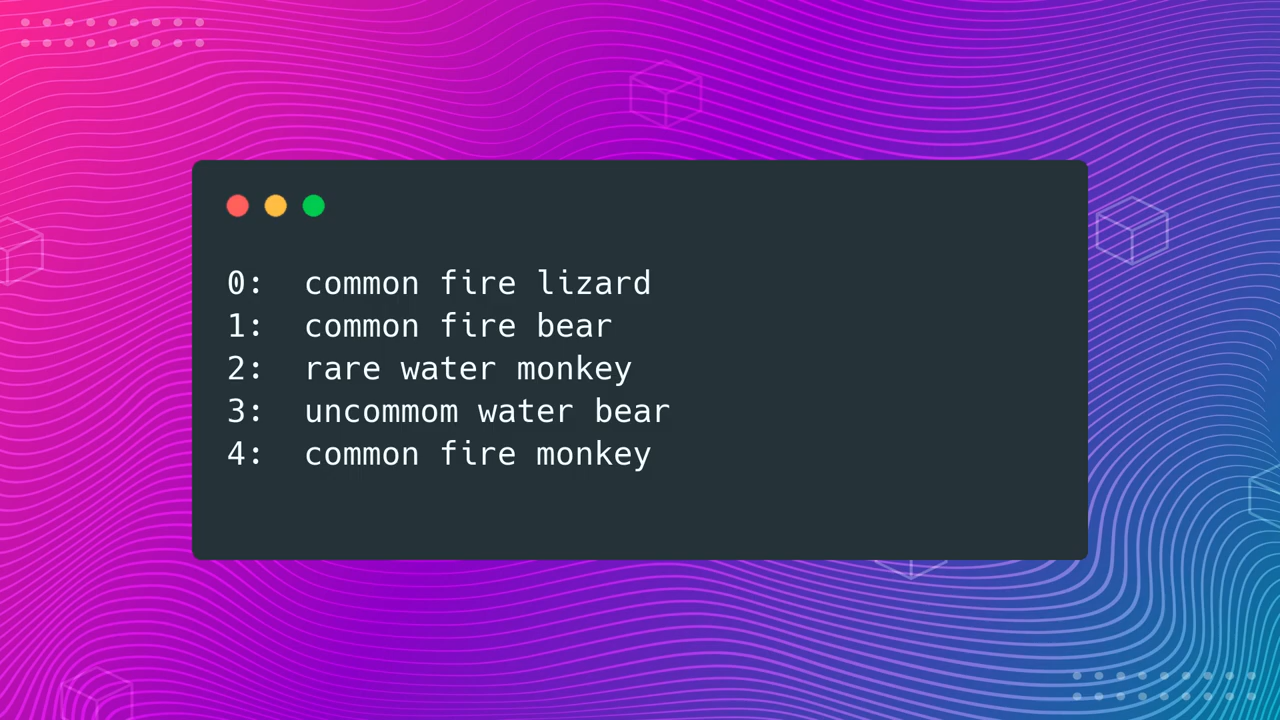 0:  common fire lizard
1:  common fire bear
2:  rare water monkey
3:  uncommom water bear
4:  common fire monkey